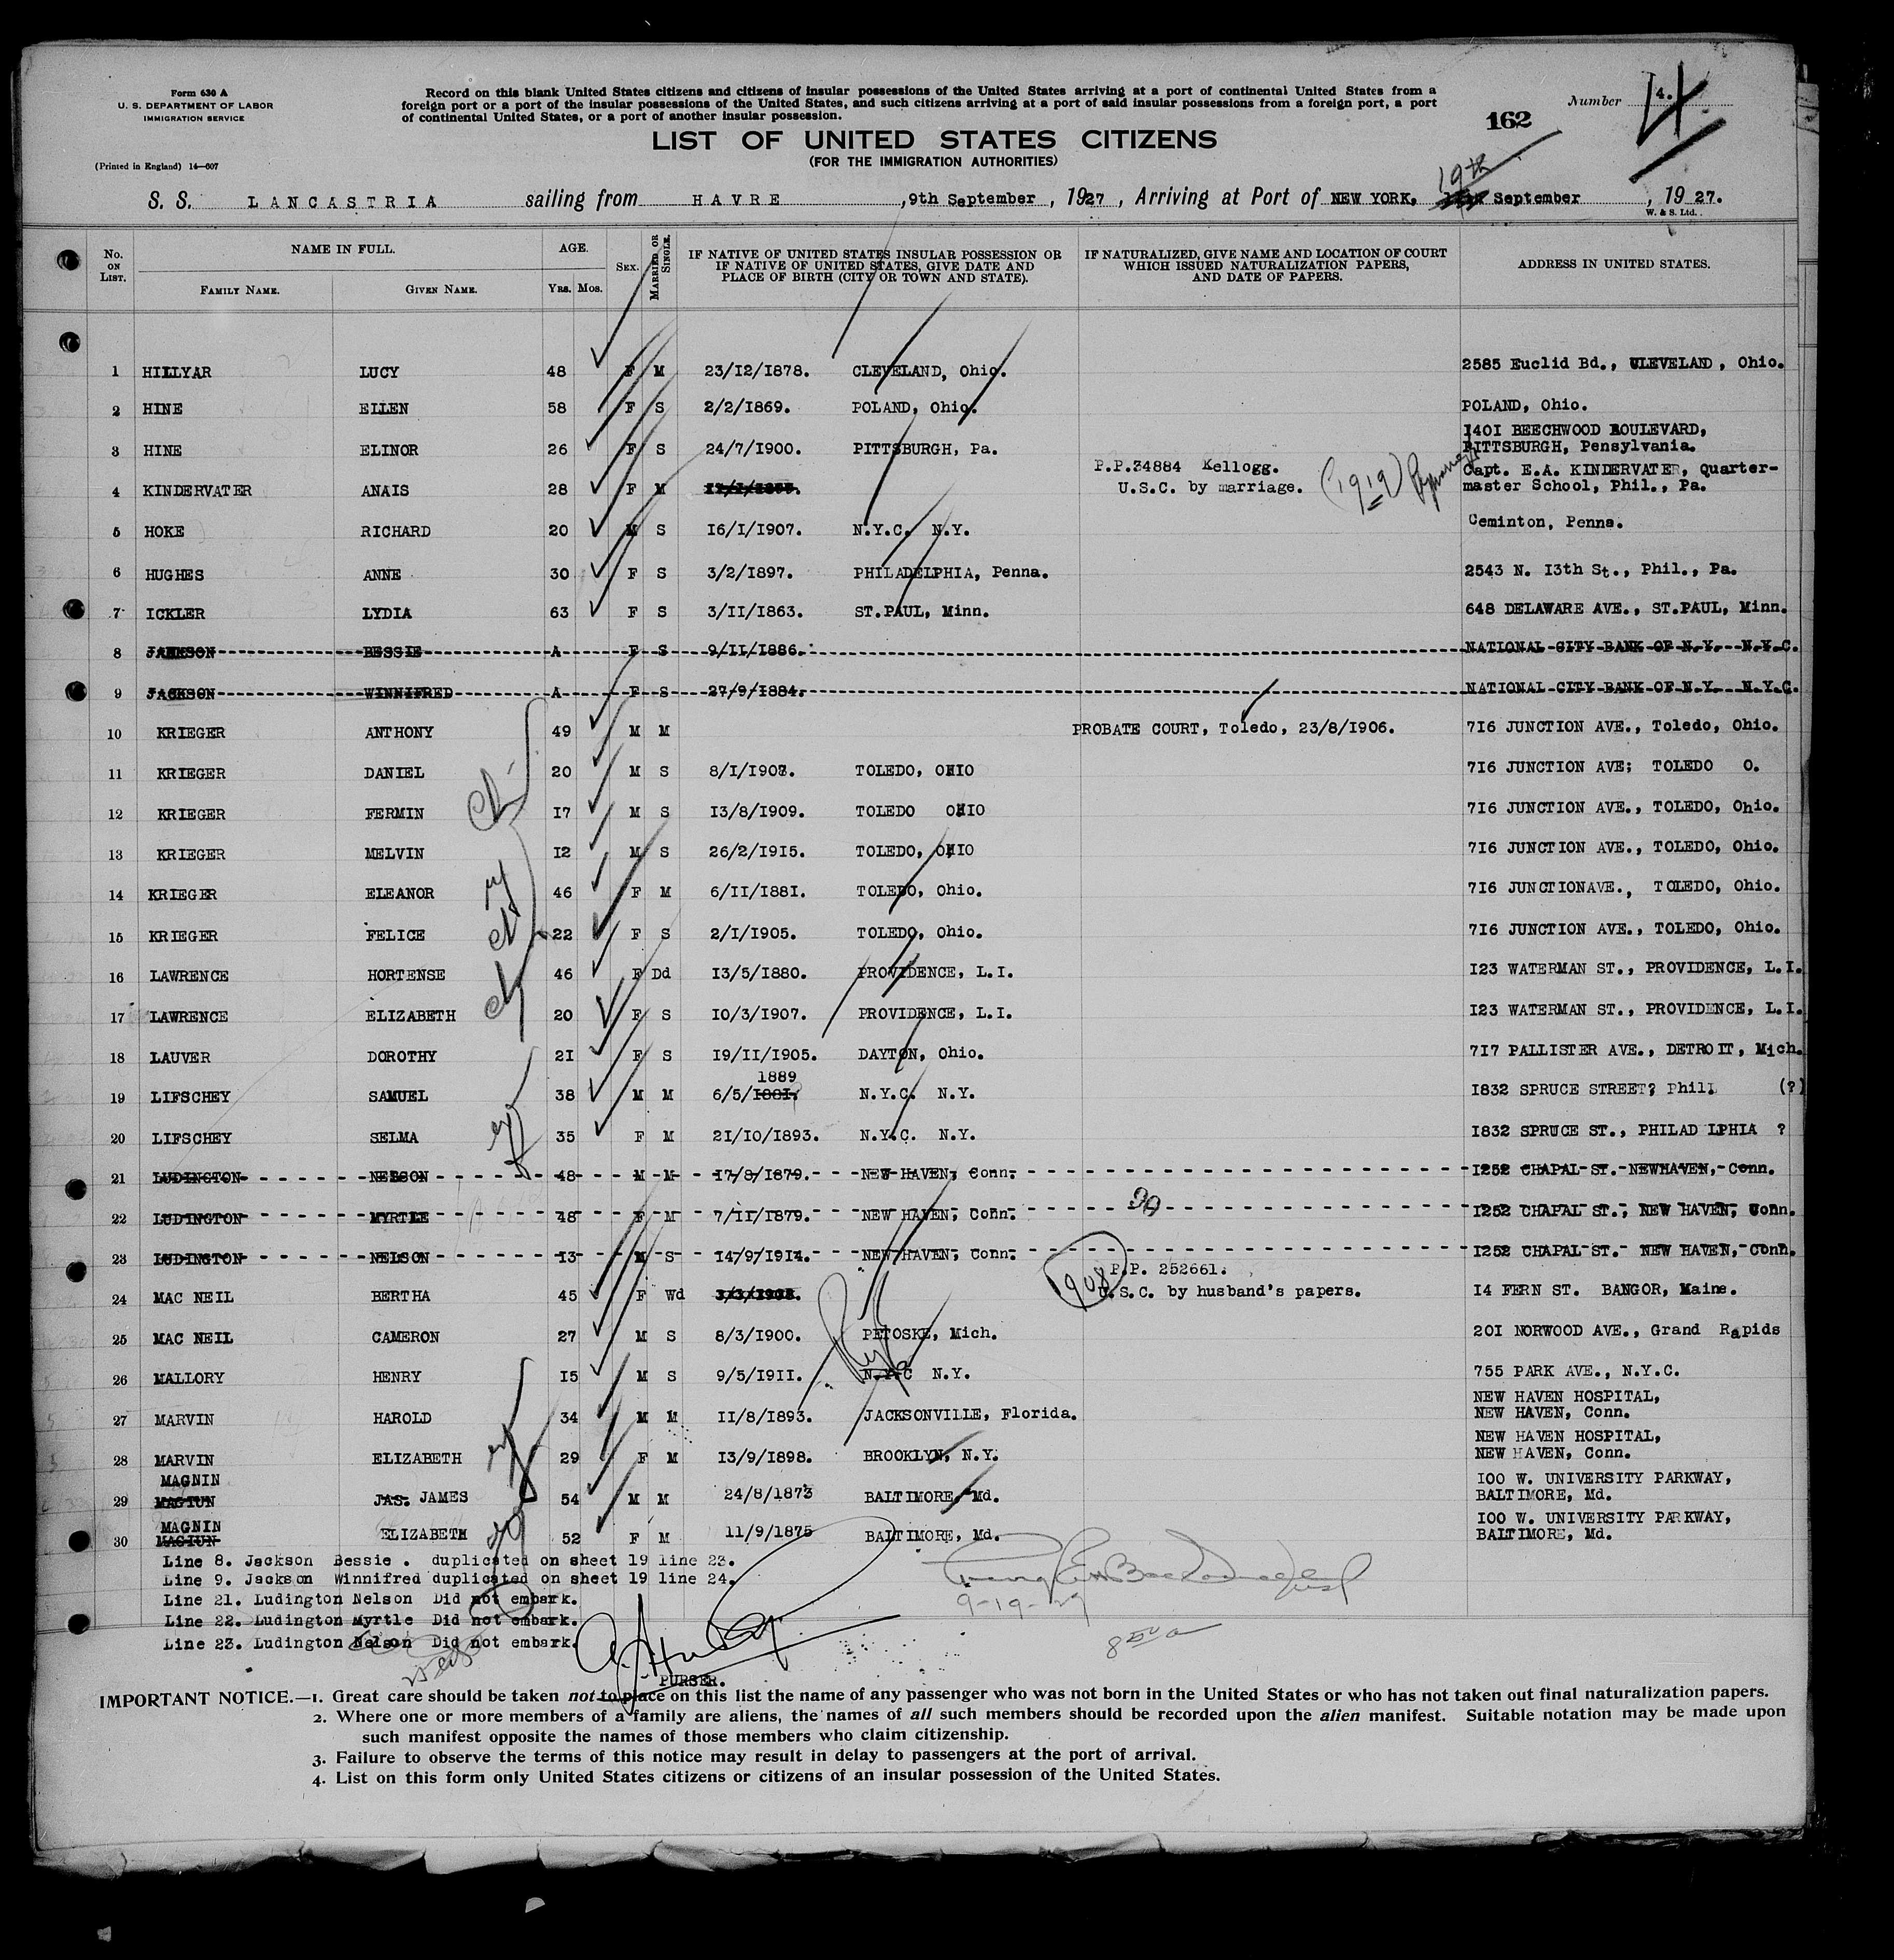 Form 630 A
U. S. DEPARTMENT OF LABOR
IMMIGRATION SERVICE
(Printed in England) 14—607
Record on this blank United States citizens and citizens of insular possessions of the United States arriving at a port of continental United States from a
foreign port or a port of the insular possessions of the United States, and such citizens arriving at a port of said insular possessions from a foreign port, a port
of continental United States, or a port of another insular possession.
162
Number 4.
LIST OF UNITED STATES CITIZENS
(FOR THE IMMIGRATION AUTHORITIES)
19th
S. S. LANCASTRIA sailing from HAVRE, 9th September, 1927, Arriving at Port of NEW YORK, September, 1927.
W. & S. Ltd.
No. ON LIST. NAME IN FULL. AGE. SEX. MARRIED OR SINGLE. IF NATIVE OF UNITED STATES INSULAR POSSESSION OR IF NATIVE OF UNITED STATES, GIVE DATE AND PLACE OF BIRTH (CITY OR TOWN AND STATE). IF NATURALIZED, GIVE NAME AND LOCATION OF COURT WHICH ISSUED NATURALIZATION PAPERS, AND DATE OF PAPERS. ADDRESS IN UNITED STATES.
FAMILY NAME. GIVEN NAME. YRS. MOS.
1 HILLYAR LUCY 48 F M 23/12/1878. CLEVELAND, Ohio. 2585 Euclid Bd., CLEVELAND, Ohio.
2 HINE EILEN 58 F S 2/2/1869. POLAND, Ohio. POLAND, Ohio.
3 HINE ELINOR 26 F S 24/7/1900. PITTSBURGH, Pa. 1401 BEECHWOOD BOULEVARD, PITTSBURGH, Pensylvania.
4 KINDERVATER ANAIS 28 F M P.P.34884 Kellogg. U.S.C. by marriage. (1919) Capt. E.A. KINDERVATER, Quarter-master School, Phil., Pa.
5 HOKE RICHARD 20 M S 16/1/1907. N.Y.C. N.Y. Ceminton, Penna.
6 HUGHES ANNE 30 F S 3/2/1897. PHILADELPHIA, Penna. 2543 N. 13th St., Phil., Pa.
7 ICKLER LYDIA 63 F S 3/11/1863. ST.PAUL, Minn. 648 DELAWARE AVE., ST.PAUL, Minn.
8 JACKSON BESSIE A F S 9/11/1886. NATIONAL CITY BANK OF N.Y. N.Y.C.
9 JACKSON WINNIFRED A F S 27/9/1884. NATIONAL CITY BANK OF N.Y. N.Y.C.
10 KRIEGER ANTHONY 49 M M PROBATE COURT, Toledo, 23/8/1906. 716 JUNCTION AVE., Toledo, Ohio.
11 KRIEGER DANIEL 20 M S 8/1/1907. TOLEDO, OHIO 716 JUNCTION AVE; TOLEDO O.
12 KRIEGER FERMIN 17 M S 13/8/1909. TOLEDO OHIO 716 JUNCTION AVE., TOLEDO, Ohio.
13 KRIEGER MELVIN 12 M S 26/2/1915. TOLEDO, OHIO 716 JUNCTION AVE., TOLEDO, Ohio.
14 KRIEGER ELEANOR 46 F M 6/11/1881. TOLEDO, Ohio. 716 JUNCTIONAVE., TOLEDO, Ohio.
15 KRIEGER FELICE 22 F S 2/1/1905. TOLEDO, Ohio. 716 JUNCTION AVE., TOLEDO, Ohio.
16 LAWRENCE HORTENSE 46 F Dd 13/5/1880. PROVIDENCE, L.I. 123 WATERMAN ST., PROVIDENCE, L.I.
17 LAWRENCE ELIZABETH 20 F S 10/3/1907. PROVIDENCE, L.I. 123 WATERMAN ST., PROVIDENCE, L.I.
18 LAUVER DOROTHY 21 F S 19/11/1905. DAYTON, Ohio. 717 PALLISTER AVE., DETROIT, Mich.
1889
19 LIFSCHEY SAMUEL 38 M M 6/5/1881. N.Y.C. N.Y. 1832 SPRUCE STREET? Phil. (?)
20 LIFSCHEY SELMA 35 F M 21/10/1893. N.Y.C. N.Y. 1832 SPRUCE ST., PHILAD LPHIA ?
21 LUDINGTON NELSON 48 M M 17/8/1879. NEW HAVEN, Conn. 1252 CHAPAL ST. NEWHAVEN, Conn.
22 LUDINGTON MYRTLE 48 F M 7/11/1879. NEW HAVEN, Conn. 1252 CHAPAL ST., NEW HAVEN, Conn.
23 LUDINGTON NELSON 13 M S 14/9/1914. NEW HAVEN, Conn. 1252 CHAPAL ST. NEW HAVEN, Conn.
24 MAC NEIL BERTHA 45 F Wd 1908 P.P. 252661. U.S.C. by husband's papers. 14 FERN ST. BANGOR, Maine.
25 MAC NEIL CAMERON 27 M S 8/3/1900. PETOSKE, Mich. 201 NORWOOD AVE., Grand Rapids
26 MALLORY HENRY 15 M S 9/5/1911. N.Y.C N.Y. 755 PARK AVE., N.Y.C.
27 MARVIN HAROLD 34 M M 11/8/1893. JACKSONVILLE, Florida. NEW HAVEN HOSPITAL, NEW HAVEN, Conn.
28 MARVIN ELIZABETH 29 F M 13/9/1898. BROOKLYN, N.Y. NEW HAVEN HOSPITAL, NEW HAVEN, Conn.
MAGNIN
29 MAGIUN JAS. JAMES 54 M M 24/8/1873 BALTIMORE, Md. 100 W. UNIVERSITY PARKWAY, BALTIMORE, Md.
MAGNIN
30 MAGIUN ELIZABETH 52 F M 11/9/1875 BALTIMORE, Md. 100 W. UNIVERSITY PARKWAY, BALTIMORE, Md.
Line 8. Jackson Bessie . duplicated on sheet 19 line 23.
Line 9. Jackson Winnifred duplicated on sheet 19 line 24.
Line 21. Ludington Nelson Did not embark.
Line 22. Ludington Myrtle Did not embark.
Line 23. Ludington Nelson Did not embark.
9-19-27
PURSER.
IMPORTANT NOTICE.—1. Great care should be taken not to place on this list the name of any passenger who was not born in the United States or who has not taken out final naturalization papers.
2. Where one or more members of a family are aliens, the names of all such members should be recorded upon the alien manifest. Suitable notation may be made upon
such manifest opposite the names of those members who claim citizenship.
3. Failure to observe the terms of this notice may result in delay to passengers at the port of arrival.
4. List on this form only United States citizens or citizens of an insular possession of the United States.